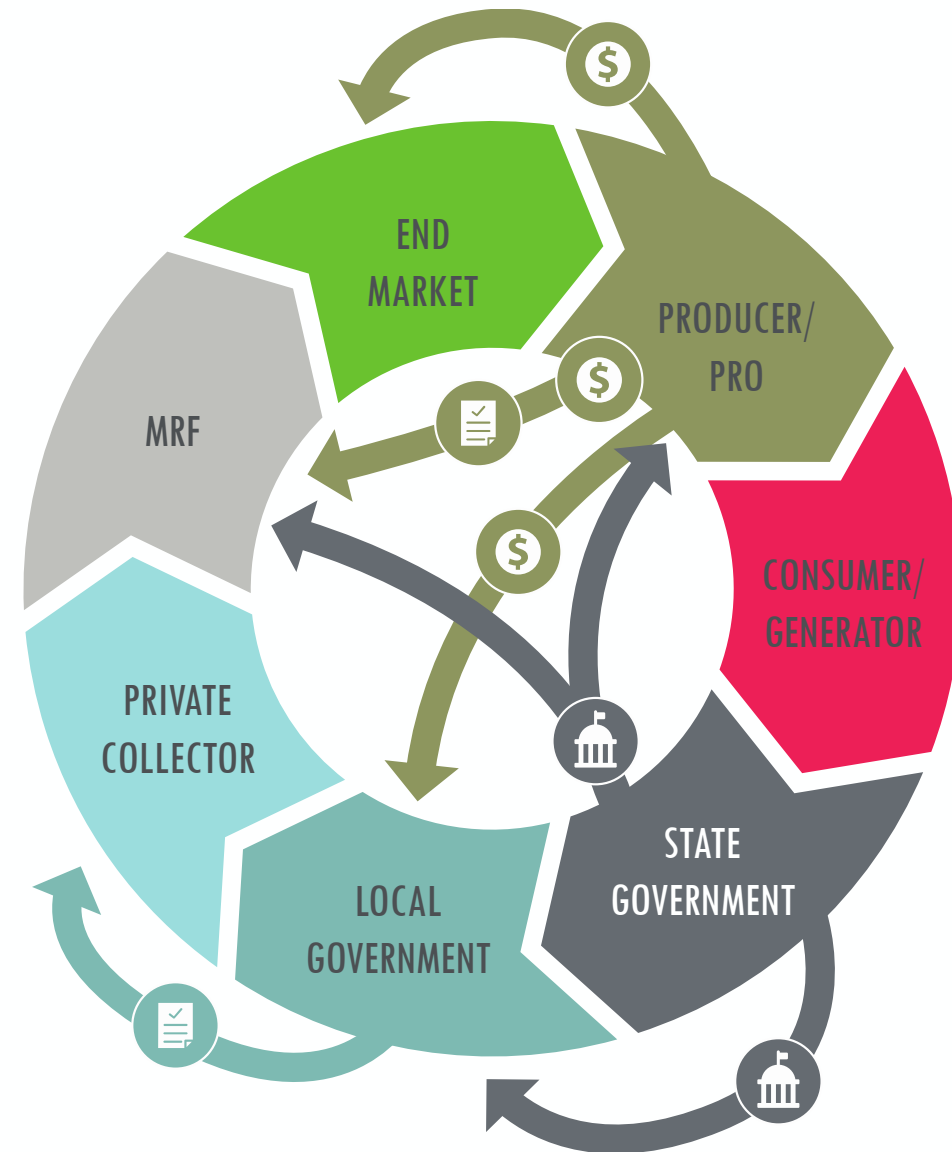 $
END
MARKET
PRODUCER/
PRO
$
MRF
$
CONSUMER/
GENERATOR
PRIVATE
COLLECTOR
STATE
GOVERNMENT
LOCAL
GOVERNMENT